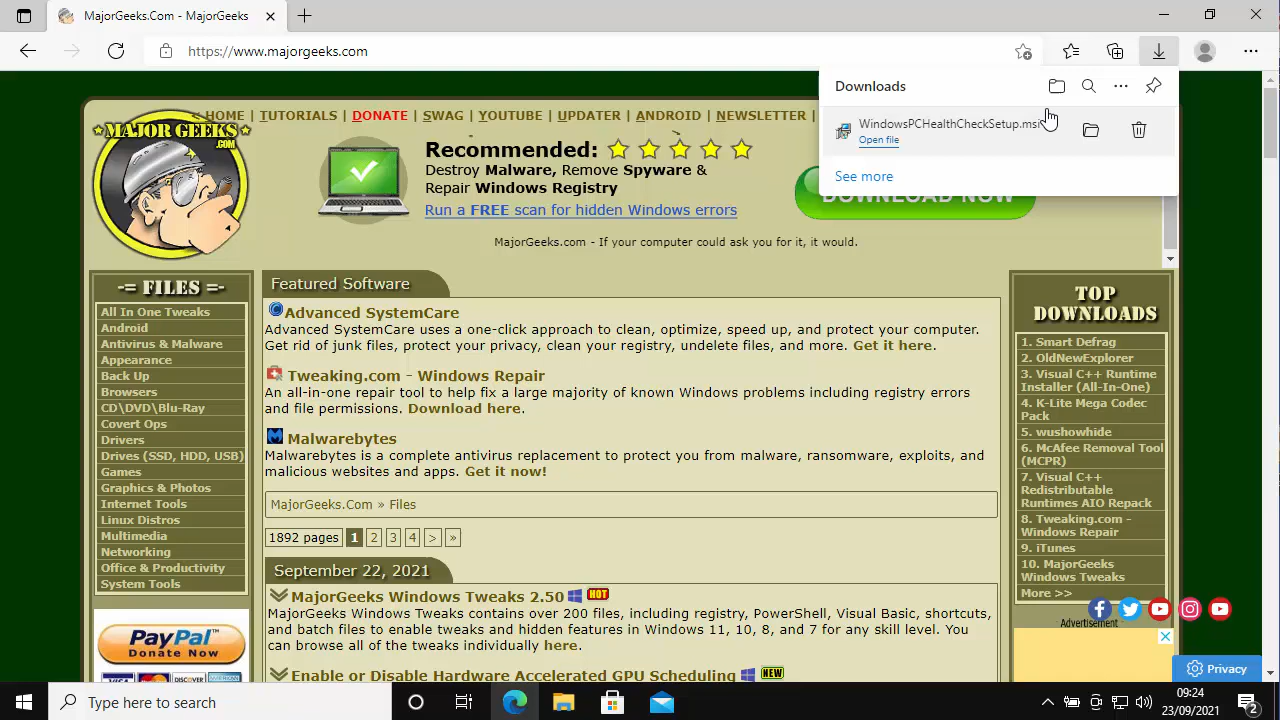 MajorGeeks.Com - MajorGeeks
https://www.majorgeeks.com
Downloads
WindowsPCHealthCheckSetup.msi
Open file
See more
HOME | TUTORIALS | DONATE | SWAG | YOUTUBE | UPDATER | ANDROID | NEWSLETTER |
MAJOR GEEKS
.COM
Recommended:
Destroy Malware, Remove Spyware &
Repair Windows Registry
Run a FREE scan for hidden Windows errors
DOWNLOAD NOW
MajorGeeks.com - If your computer could ask you for it, it would.
-= FILES =-
All In One Tweaks
Android
Antivirus & Malware
Appearance
Back Up
Browsers
CD\DVD\Blu-Ray
Covert Ops
Drivers
Drives (SSD, HDD, USB)
Games
Graphics & Photos
Internet Tools
Linux Distros
Multimedia
Networking
Office & Productivity
System Tools
PayPal
Donate Now
VISA
DISCOVER
Featured Software
Advanced SystemCare
Advanced SystemCare uses a one-click approach to clean, optimize, speed up, and protect your computer.
Get rid of junk files, protect your privacy, clean your registry, undelete files, and more. Get it here.
Tweaking.com - Windows Repair
An all-in-one repair tool to help fix a large majority of known Windows problems including registry errors
and file permissions. Download here.
Malwarebytes
Malwarebytes is a complete antivirus replacement to protect you from malware, ransomware, exploits, and
malicious websites and apps. Get it now!
MajorGeeks.Com » Files
1892 pages 1 2 3 4 > »
September 22, 2021
MajorGeeks Windows Tweaks 2.50 HOT
MajorGeeks Windows Tweaks contains over 200 files, including registry, PowerShell, Visual Basic, shortcuts,
and batch files to enable tweaks and hidden features in Windows 11, 10, 8, and 7 for any skill level. You
can browse all of the tweaks individually here.
Enable or Disable Hardware Accelerated GPU Scheduling NEW
TOP
DOWNLOADS
1. Smart Defrag
2. OldNewExplorer
3. Visual C++ Runtime
Installer (All-In-One)
4. K-Lite Mega Codec
Pack
5. wushowhide
6. McAfee Removal Tool
(MCPR)
7. Visual C++
Redistributable
Runtimes AIO Repack
8. Tweaking.com -
Windows Repair
9. iTunes
10. MajorGeeks
Windows Tweaks
More >>
Advertisement
Privacy
Type here to search
09:24
23/09/2021
2